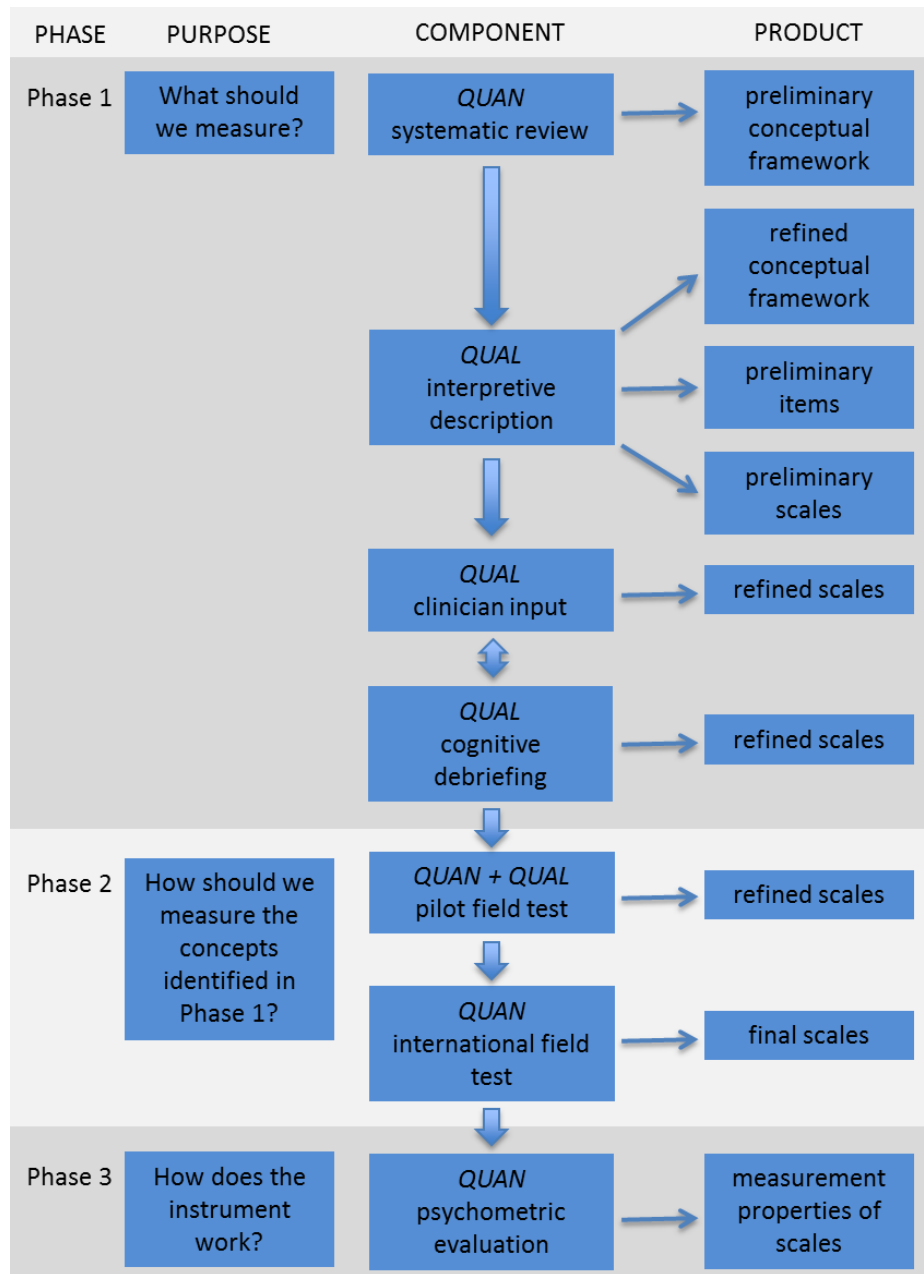 PHASE PURPOSE COMPONENT PRODUCT
Phase 1
What should
we measure?
QUAN
systematic review
preliminary
conceptual
framework
refined
conceptual
framework
QUAL
interpretive
description
preliminary
items
preliminary
scales
QUAL
clinician input
refined scales
QUAL
cognitive
debriefing
refined scales
Phase 2
How should we
measure the
concepts
identified in
Phase 1?
QUAN + QUAL
pilot field test
refined scales
QUAN
international field
test
final scales
Phase 3
How does the
instrument
work?
QUAN
psychometric
evaluation
measurement
properties of
scales